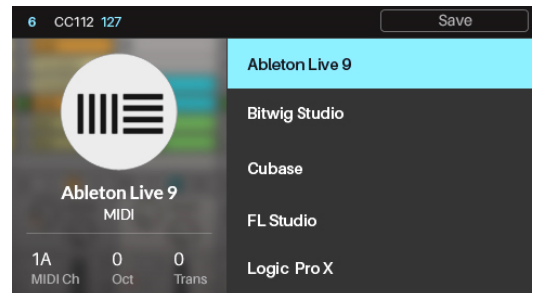 6 CC112 127 Save
Ableton Live 9
Bitwig Studio
Cubase
FL Studio
Logic Pro X
Ableton Live 9
MIDI
1A 0 0
MIDI Ch Oct Trans